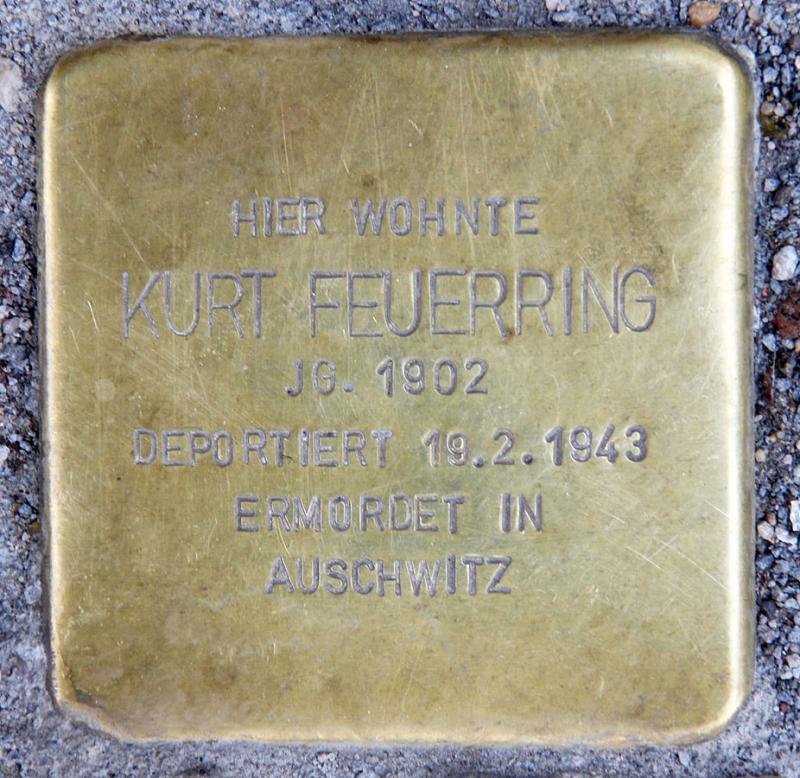 HIER WOHNTE
KURT FEUERRING
JG. 1902
DEPORTIERT 19.2.1943
ERMORDET IN
AUSCHWITZ